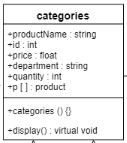 categories
+productName : string
+id : int
+price : float
+department : string
+quantity : int
+p [ ] : product
+categories () {}
+display() : virtual void